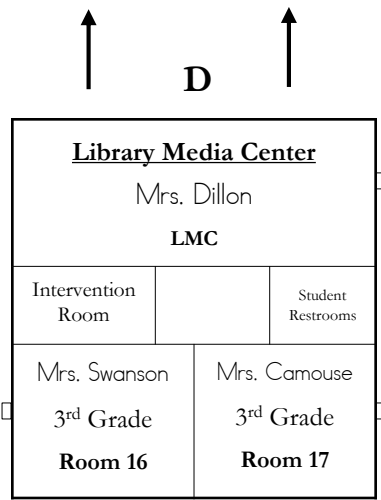 D
Library Media Center
Mrs. Dillon
LMC
Intervention
Room
Student
Restrooms
Mrs. Swanson
3rd Grade
Room 16
Mrs. Camouse
3rd Grade
Room 17